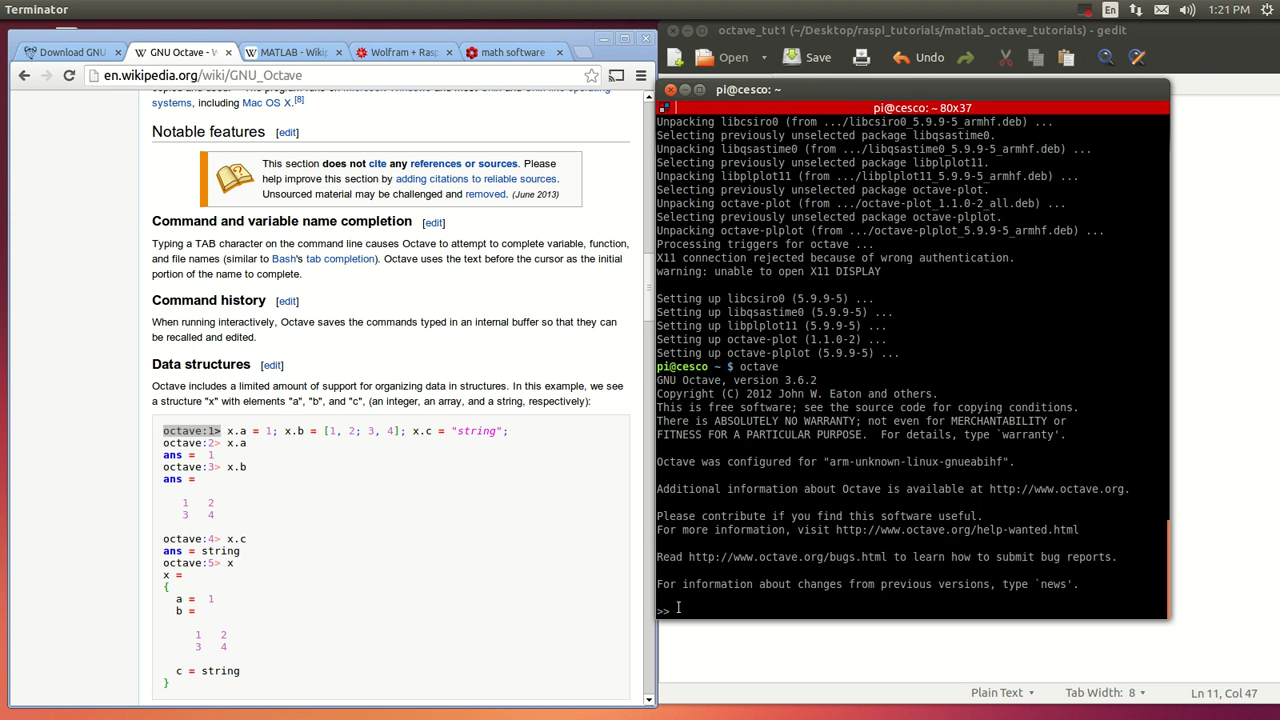 Terminator
En
1:21 PM
Download GNU
GNU Octave - W
MATLAB - Wikip
Wolfram + Rasp
math software
en.wikipedia.org/wiki/GNU_Octave
systems, including Mac OS X.[8]
Notable features [edit]
This section does not cite any references or sources. Please
help improve this section by adding citations to reliable sources.
Unsourced material may be challenged and removed. (June 2013)
Command and variable name completion [edit]
Typing a TAB character on the command line causes Octave to attempt to complete variable, function,
and file names (similar to Bash's tab completion). Octave uses the text before the cursor as the initial
portion of the name to complete.
Command history [edit]
When running interactively, Octave saves the commands typed in an internal buffer so that they can
be recalled and edited.
Data structures [edit]
Octave includes a limited amount of support for organizing data in structures. In this example, we see
a structure "x" with elements "a", "b", and "c", (an integer, an array, and a string, respectively):
octave:1> x.a = 1; x.b = [1, 2; 3, 4]; x.c = "string";
octave:2> x.a
ans = 1
octave:3> x.b
ans =
1 2
3 4
octave:4> x.c
ans = string
octave:5> x
x =
{
a = 1
b =
1 2
3 4
c = string
}
octave_tut1 (~/Desktop/raspi_tutorials/matlab_octave_tutorials) - gedit
Open
Save
Undo
pi@cesco: ~
pi@cesco: ~ 80x37
Unpacking libcsiro0 (from .../libcsiro0_5.9.9-5_armhf.deb) ...
Selecting previously unselected package libqsastime0.
Unpacking libqsastime0 (from .../libqsastime0_5.9.9-5_armhf.deb) ...
Selecting previously unselected package libplplot11.
Unpacking libplplot11 (from .../libplplot11_5.9.9-5_armhf.deb) ...
Selecting previously unselected package octave-plot.
Unpacking octave-plot (from .../octave-plot_1.1.0-2_all.deb) ...
Selecting previously unselected package octave-plplot.
Unpacking octave-plplot (from .../octave-plplot_5.9.9-5_armhf.deb) ...
Processing triggers for octave ...
X11 connection rejected because of wrong authentication.
warning: unable to open X11 DISPLAY
Setting up libcsiro0 (5.9.9-5) ...
Setting up libqsastime0 (5.9.9-5) ...
Setting up libplplot11 (5.9.9-5) ...
Setting up octave-plot (1.1.0-2) ...
Setting up octave-plplot (5.9.9-5) ...
pi@cesco ~ $ octave
GNU Octave, version 3.6.2
Copyright (C) 2012 John W. Eaton and others.
This is free software; see the source code for copying conditions.
There is ABSOLUTELY NO WARRANTY; not even for MERCHANTABILITY or
FITNESS FOR A PARTICULAR PURPOSE.  For details, type `warranty'.
Octave was configured for "arm-unknown-linux-gnueabihf".
Additional information about Octave is available at http://www.octave.org.
Please contribute if you find this software useful.
For more information, visit http://www.octave.org/help-wanted.html
Read http://www.octave.org/bugs.html to learn how to submit bug reports.
For information about changes from previous versions, type `news'.
>>
Plain Text
Tab Width: 8
Ln 11, Col 47